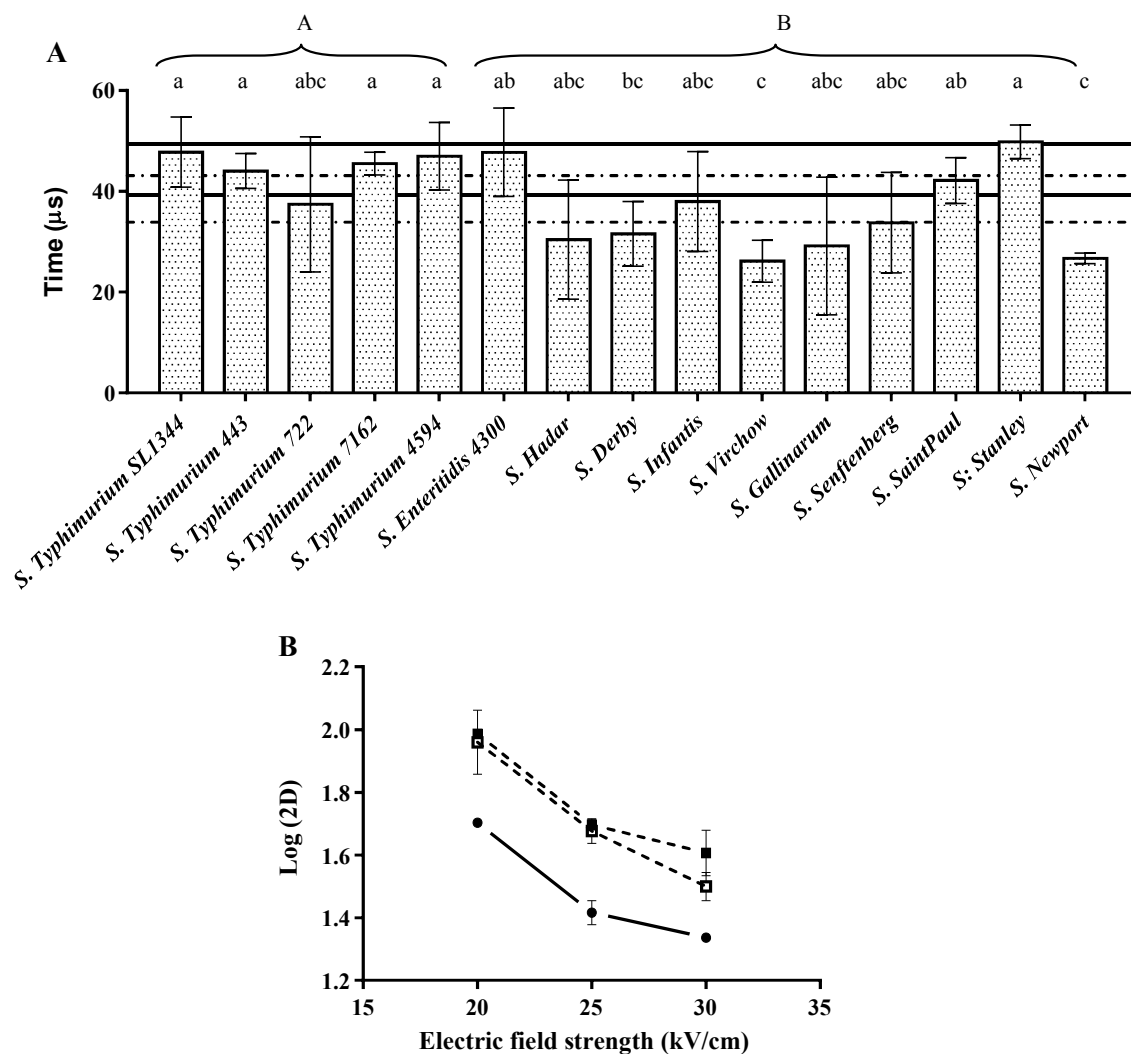 A B
A
a a abc a a ab abc bc abc c abc abc ab a c
60
40
20
0
Time (μs)
S. Typhimurium SL1344
S. Typhimurium 443
S. Typhimurium 722
S. Typhimurium 7162
S. Typhimurium 4594
S. Enteritidis 4300
S. Hadar
S. Derby
S. Infantis
S. Virchow
S. Gallinarum
S. Senftenberg
S. SaintPaul
S: Stanley
S. Newport
B
2.2
2.0
1.8
1.6
1.4
1.2
Log (2D)
15 20 25 30 35
Electric field strength (kV/cm)